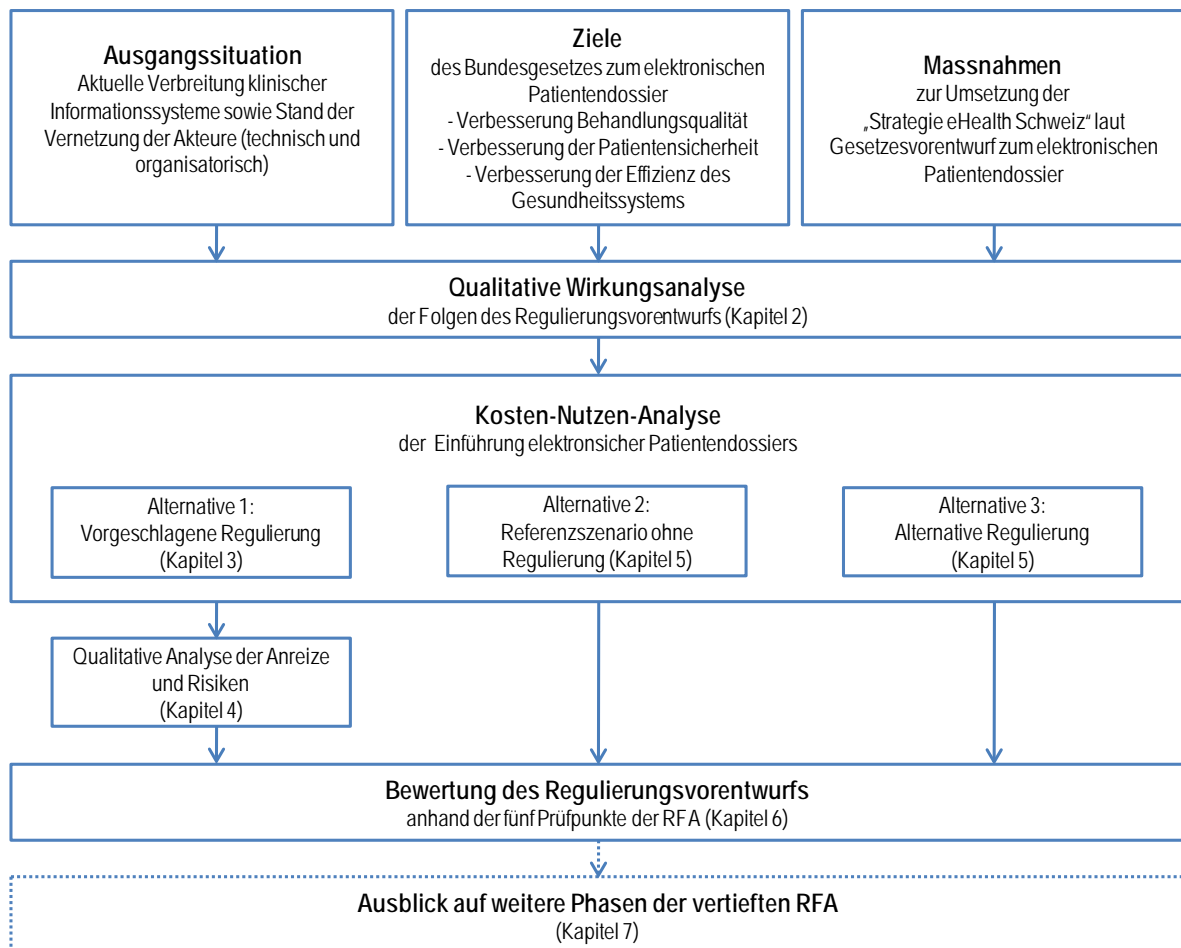 Ausgangssituation
Aktuelle Verbreitung klinischer
Informationssysteme sowie Stand der
Vernetzung der Akteure (technisch und
organisatorisch)
Ziele
des Bundesgesetzes zum elektronischen
Patientendossier
- Verbesserung Behandlungsqualität
- Verbesserung der Patientensicherheit
- Verbesserung der Effizienz des
Gesundheitssystems
Massnahmen
zur Umsetzung der
„Strategie eHealth Schweiz“ laut
Gesetzesvorentwurf zum elektronischen
Patientendossier
Qualitative Wirkungsanalyse
der Folgen des Regulierungsvorentwurfs (Kapitel 2)
Kosten-Nutzen-Analyse
der Einführung elektronsicher Patientendossiers
Alternative 1:
Vorgeschlagene Regulierung
(Kapitel 3)
Alternative 2:
Referenzszenario ohne
Regulierung (Kapitel 5)
Alternative 3:
Alternative Regulierung
(Kapitel 5)
Qualitative Analyse der Anreize
und Risiken
(Kapitel 4)
Bewertung des Regulierungsvorentwurfs
anhand der fünf Prüfpunkte der RFA (Kapitel 6)
Ausblick auf weitere Phasen der vertieften RFA
(Kapitel 7)